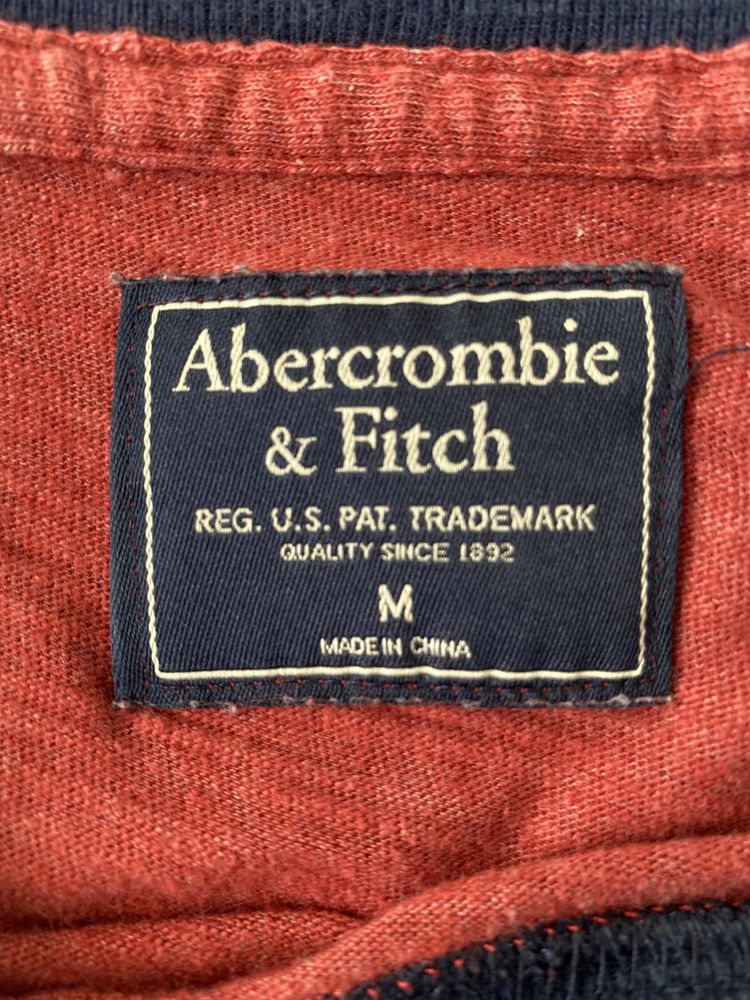 Abercrombie
& Fitch
REG. U.S. PAT. TRADEMARK
QUALITY SINCE 1892
M
MADE IN CHINA